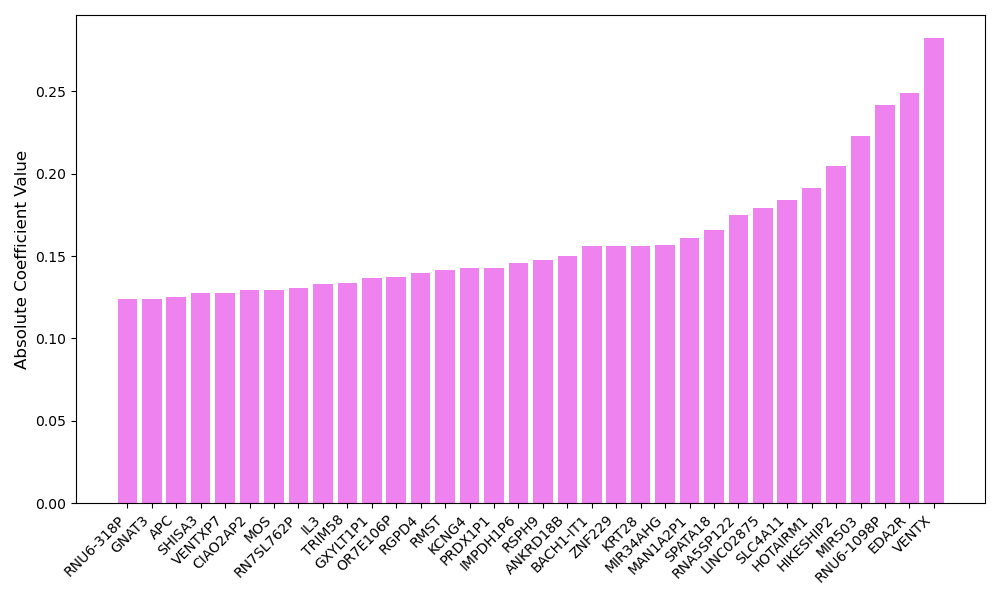 Absolute Coefficient Value
0.25
0.20
0.15
0.10
0.05
0.00
RNU6-318P
GNAT3
APC
SHISA3
VENTXP7
CIAO2AP2
MOS
RN7SL762P
IL3
TRIM58
GXYLT1P1
OR7E106P
RGPD4
RMST
KCNG4
PRDX1P1
IMPDH1P6
RSPH9
ANKRD18B
BACH1-IT1
ZNF229
KRT28
MIR34AHG
MAN1A2P1
SPATA18
RNA5SP122
LINC02875
SLC4A11
HOTAIRM1
HIKESHIP2
MIR503
RNU6-1098P
EDA2R
VENTX